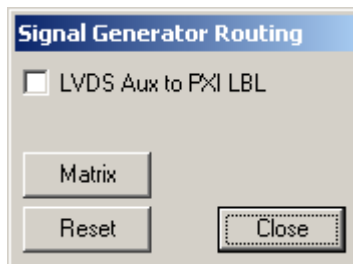 Signal Generator Routing
LVDS Aux to PXI LBL
Matrix
Reset
Close